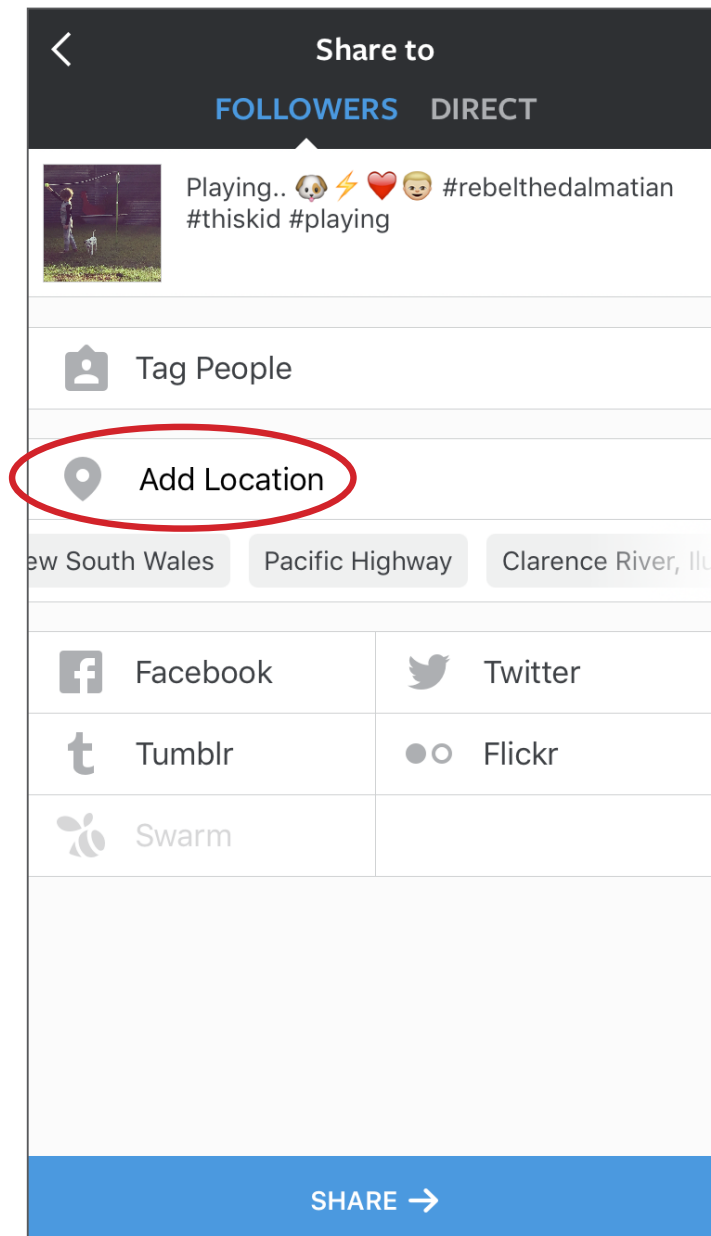 Share to
FOLLOWERS DIRECT
Playing.. 🐶⚡❤️👦🏼 #rebelthedalmatian
#thiskid #playing
Tag People
Add Location
ew South Wales Pacific Highway Clarence River, Ilu
Facebook Twitter
Tumblr Flickr
Swarm
SHARE →